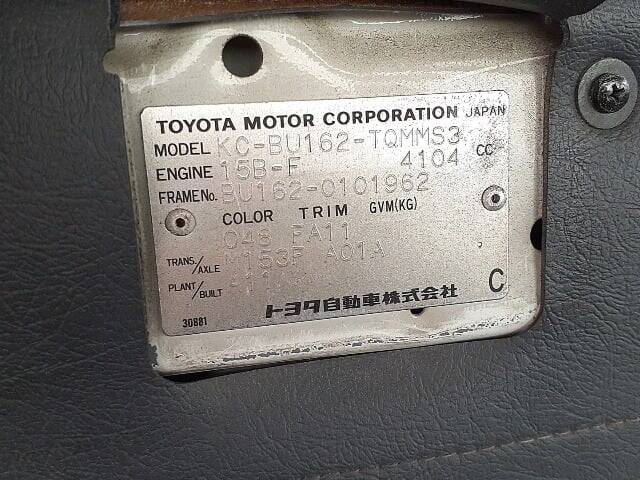 TOYOTA MOTOR CORPORATION JAPAN
MODEL KC-BU162-TQMMS3
ENGINE 15B-F 4104 CC
FRAME No. BU162-0101962
COLOR TRIM GVM(KG)
048 FA11
TRANS./AXLE M153F A01A
PLANT/BUILT
トヨタ自動車株式会社 C
30881